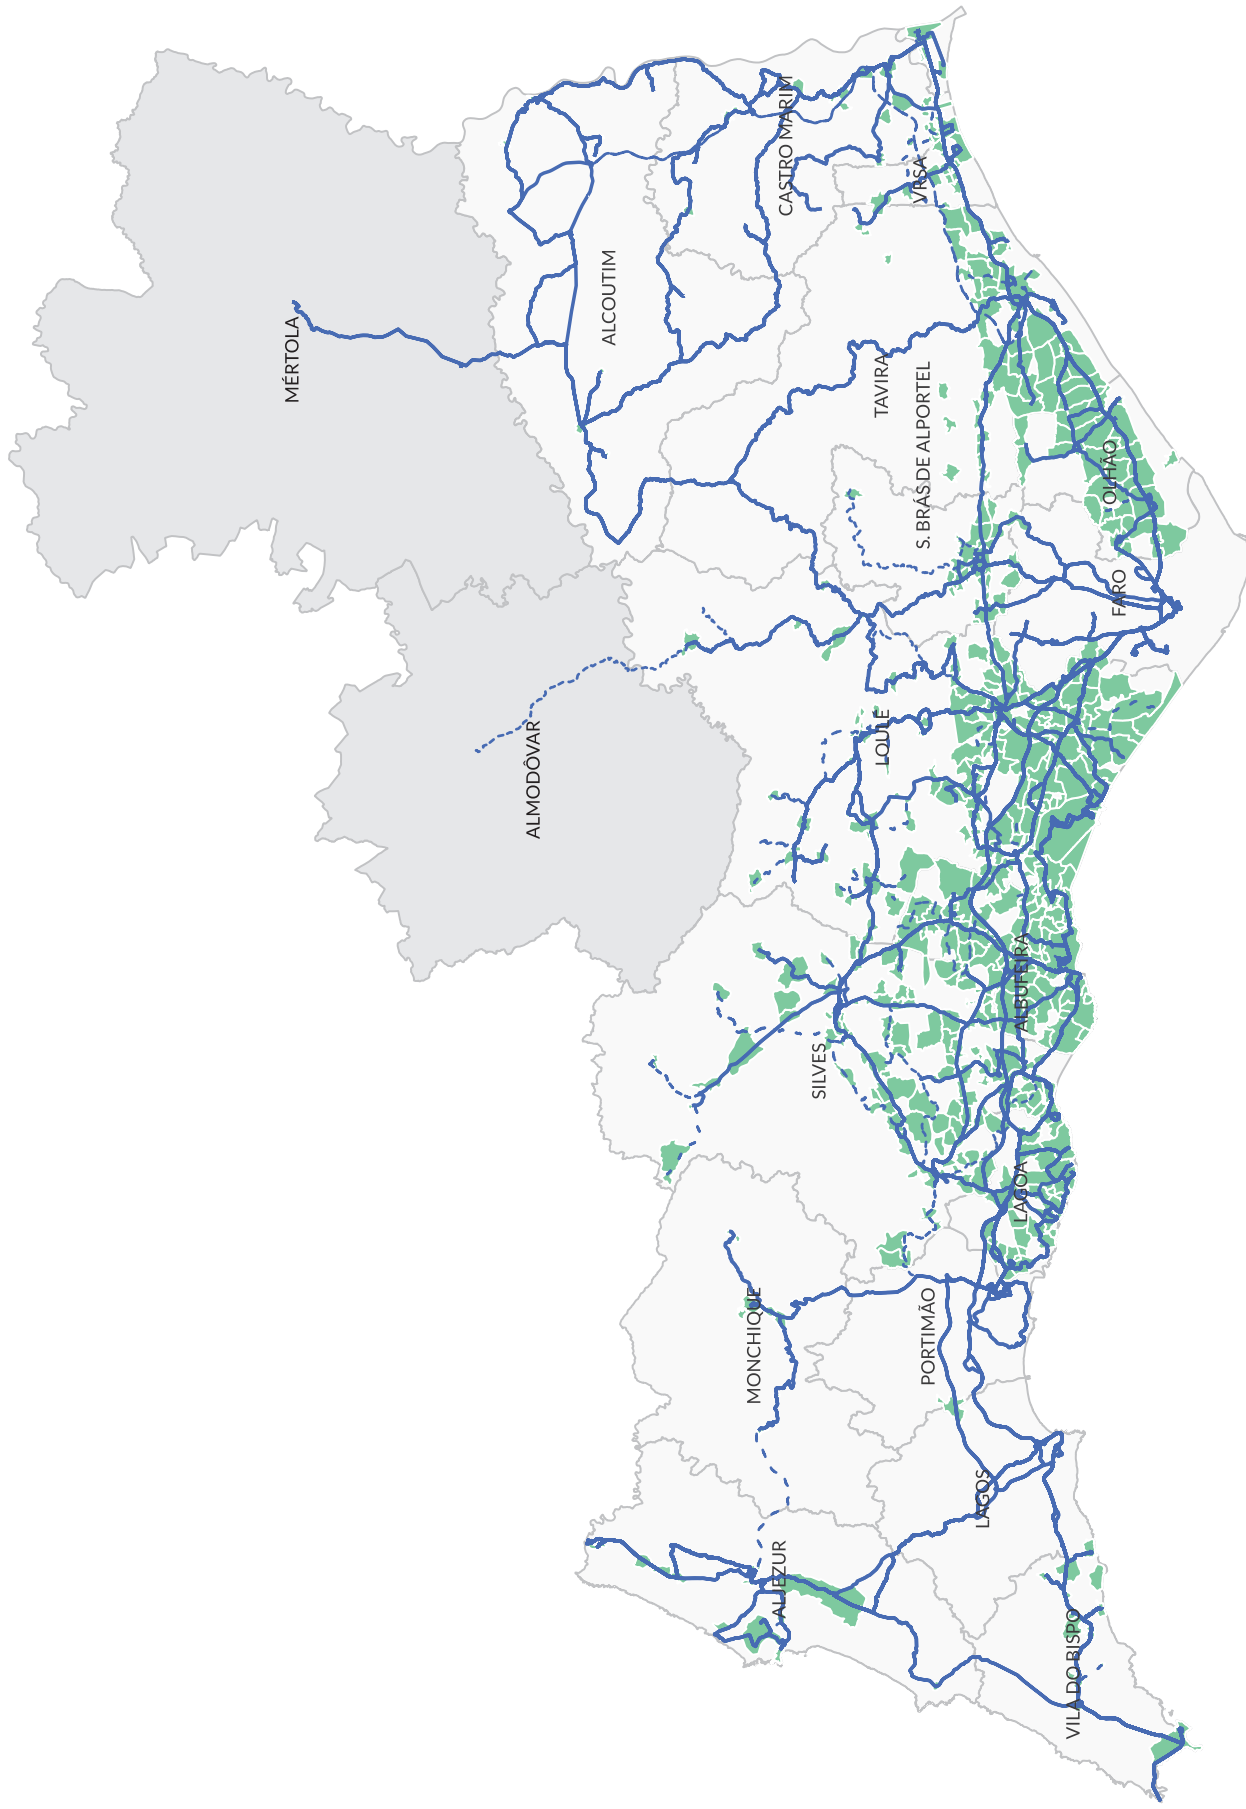 MÉRTOLA
ALMODÔVAR
ALCOUTIM
CASTRO MARIM
VRSA
TAVIRA
S. BRÁS DE ALPORTEL
OLHÃO
FARO
LOULÉ
ALBUFEIRA
SILVES
LAGOA
MONCHIQUE
PORTIMÃO
LAGOS
ALJEZUR
VILA DO BISPO